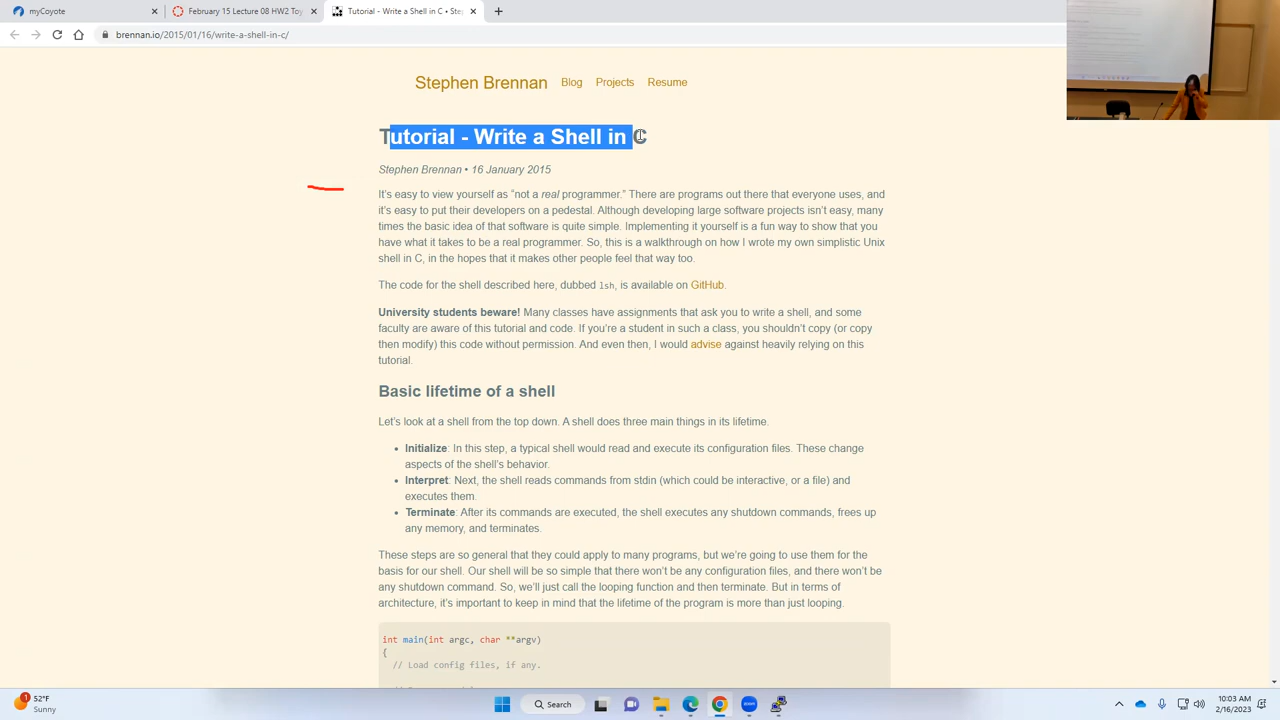 myCoyote
February 15 Lecture 08 HW2 Toy
Tutorial - Write a Shell in C • Step
brennan.io/2015/01/16/write-a-shell-in-c/
Stephen Brennan Blog Projects Resume
Tutorial - Write a Shell in C
Stephen Brennan • 16 January 2015
It's easy to view yourself as “not a real programmer.” There are programs out there that everyone uses, and
it's easy to put their developers on a pedestal. Although developing large software projects isn't easy, many
times the basic idea of that software is quite simple. Implementing it yourself is a fun way to show that you
have what it takes to be a real programmer. So, this is a walkthrough on how I wrote my own simplistic Unix
shell in C, in the hopes that it makes other people feel that way too.
The code for the shell described here, dubbed lsh, is available on GitHub.
University students beware! Many classes have assignments that ask you to write a shell, and some
faculty are aware of this tutorial and code. If you're a student in such a class, you shouldn't copy (or copy
then modify) this code without permission. And even then, I would advise against heavily relying on this
tutorial.
Basic lifetime of a shell
Let's look at a shell from the top down. A shell does three main things in its lifetime.
• Initialize: In this step, a typical shell would read and execute its configuration files. These change
aspects of the shell's behavior.
• Interpret: Next, the shell reads commands from stdin (which could be interactive, or a file) and
executes them.
• Terminate: After its commands are executed, the shell executes any shutdown commands, frees up
any memory, and terminates.
These steps are so general that they could apply to many programs, but we're going to use them for the
basis for our shell. Our shell will be so simple that there won't be any configuration files, and there won't be
any shutdown command. So, we'll just call the looping function and then terminate. But in terms of
architecture, it's important to keep in mind that the lifetime of the program is more than just looping.
int main(int argc, char **argv)
{
// Load config files, if any.
1
52°F
Sunny
Search
zoom
10:03 AM
2/16/2023